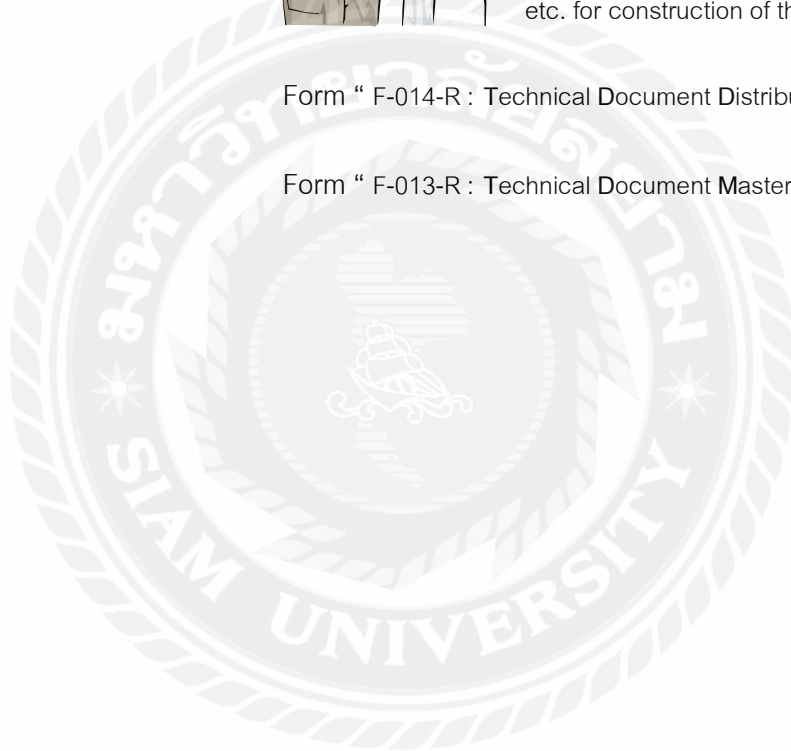 etc. for construction of th
Form “ F-014-R : Technical Document Distribu
Form “ F-013-R : Technical Document Master
มหาวิทยาลัยสยาม
SIAM UNIVERSITY